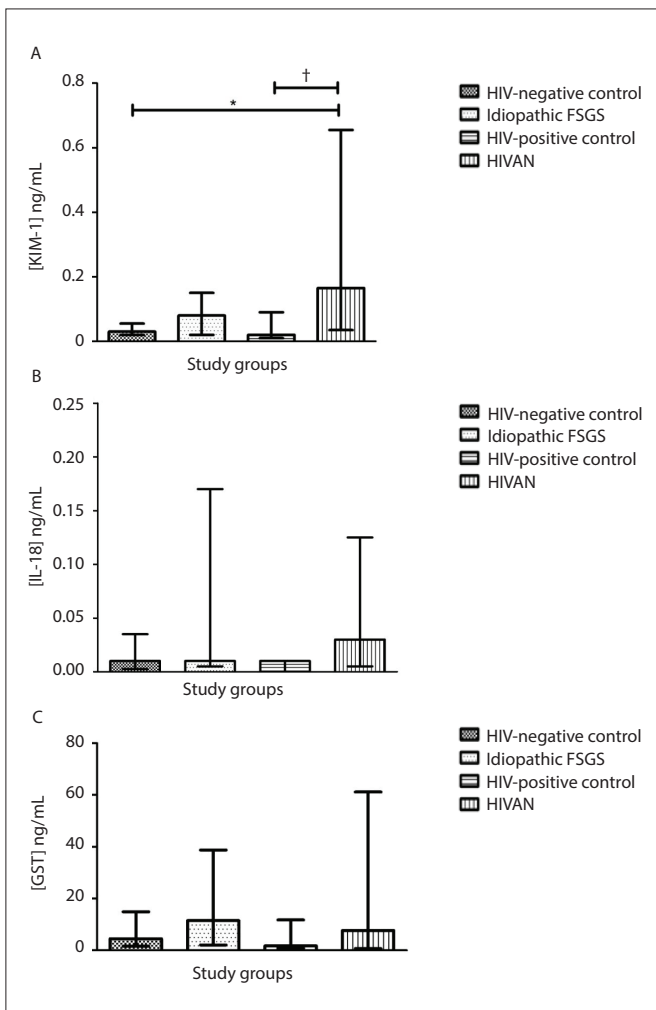 A
0.8
0.6
0.4
0.2
0
[KIM-1] ng/mL
*
†
Study groups
HIV-negative control
Idiopathic FSGS
HIV-positive control
HIVAN
B
0.25
0.20
0.15
0.10
0.05
0.00
[IL-18] ng/mL
Study groups
HIV-negative control
Idiopathic FSGS
HIV-positive control
HIVAN
C
80
60
40
20
0
[GST] ng/mL
Study groups
HIV-negative control
Idiopathic FSGS
HIV-positive control
HIVAN